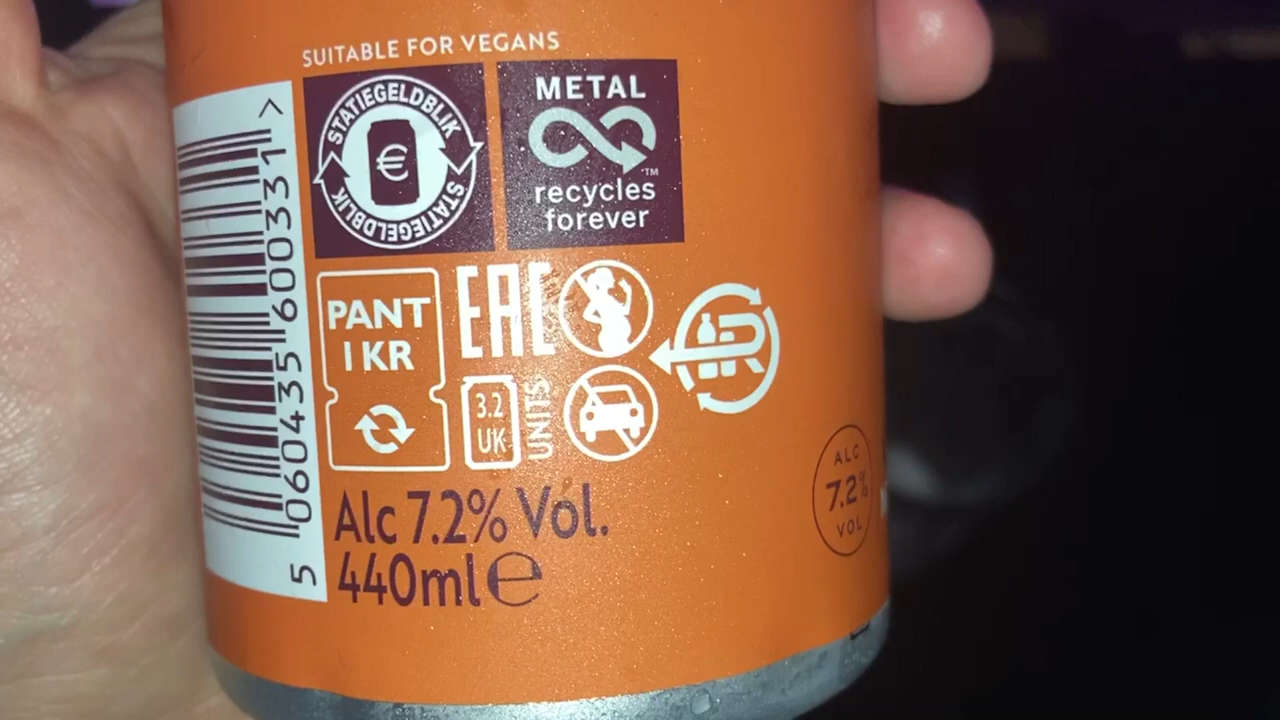 SUITABLE FOR VEGANS
STATIEGELDBLIK
€
STATIEGELDBLIK
METAL
™
recycles
forever
PANT
1 KR
EAC
3.2
UK
UNITS
Alc 7.2% Vol.
440ml e
5 060435 600331 >
ALC
7.2%
VOL